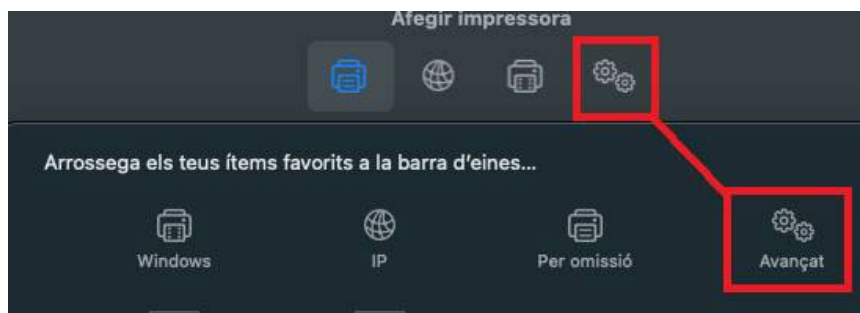 Afegir impressora
Arrossega els teus ítems favorits a la barra d'eines...
Windows
IP
Per omissió
Avançat